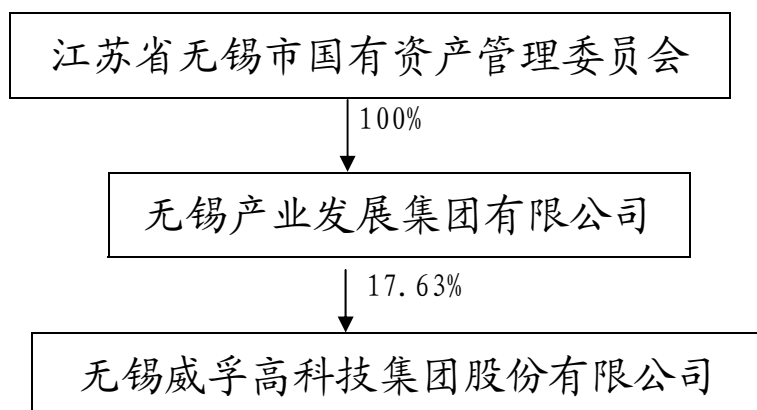 江苏省无锡市国有资产管理委员会
100%
无锡产业发展集团有限公司
17.63%
无锡威孚高科技集团股份有限公司